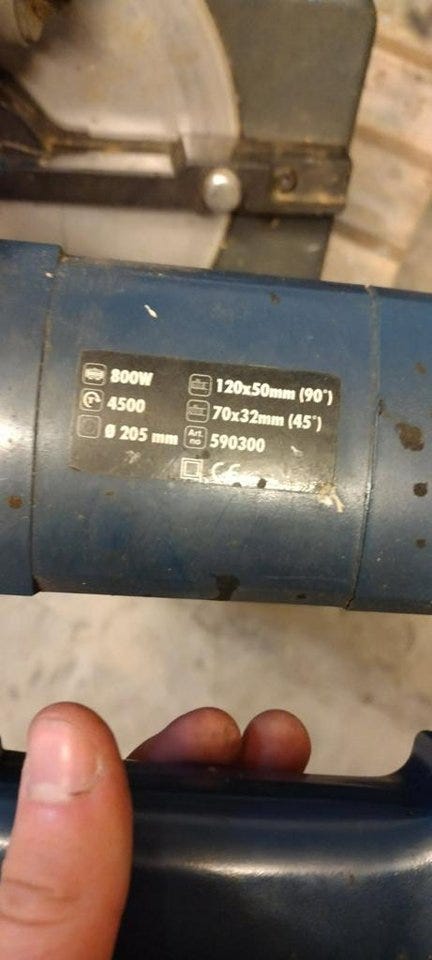 800W 120x50mm (90°)
4500 70x32mm (45°)
Ø 205 mm Art. no 590300
CE